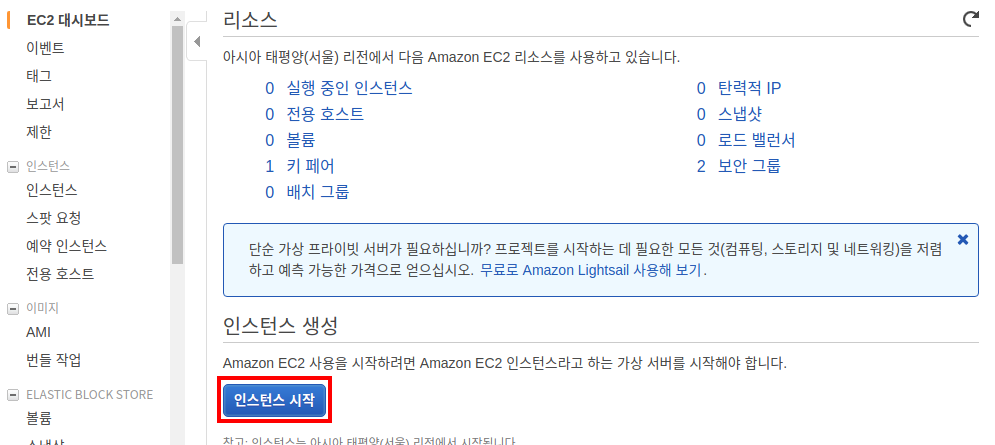 EC2 대시보드
이벤트
태그
보고서
제한
인스턴스
인스턴스
스팟 요청
예약 인스턴스
전용 호스트
이미지
AMI
번들 작업
ELASTIC BLOCK STORE
볼륨
스냅샷
리소스
아시아 태평양(서울) 리전에서 다음 Amazon EC2 리소스를 사용하고 있습니다.
0 실행 중인 인스턴스
0 탄력적 IP
0 전용 호스트
0 스냅샷
0 볼륨
0 로드 밸런서
1 키 페어
2 보안 그룹
0 배치 그룹
단순 가상 프라이빗 서버가 필요하십니까? 프로젝트를 시작하는 데 필요한 모든 것(컴퓨팅, 스토리지 및 네트워킹)을 저렴
하고 예측 가능한 가격으로 얻으십시오. 무료로 Amazon Lightsail 사용해 보기.
인스턴스 생성
Amazon EC2 사용을 시작하려면 Amazon EC2 인스턴스라고 하는 가상 서버를 시작해야 합니다.
인스턴스 시작
참고: 인스턴스는 아시아 태평양(서울) 리전에서 시작됩니다